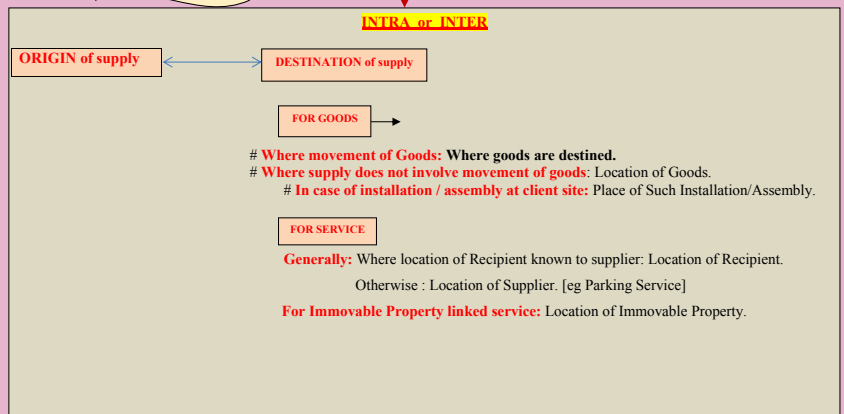 INTRA or INTER
ORIGIN of supply
DESTINATION of supply
FOR GOODS
# Where movement of Goods: Where goods are destined.
# Where supply does not involve movement of goods: Location of Goods.
# In case of installation / assembly at client site: Place of Such Installation/Assembly.
FOR SERVICE
Generally: Where location of Recipient known to supplier: Location of Recipient.
Otherwise : Location of Supplier. [eg Parking Service]
For Immovable Property linked service: Location of Immovable Property.